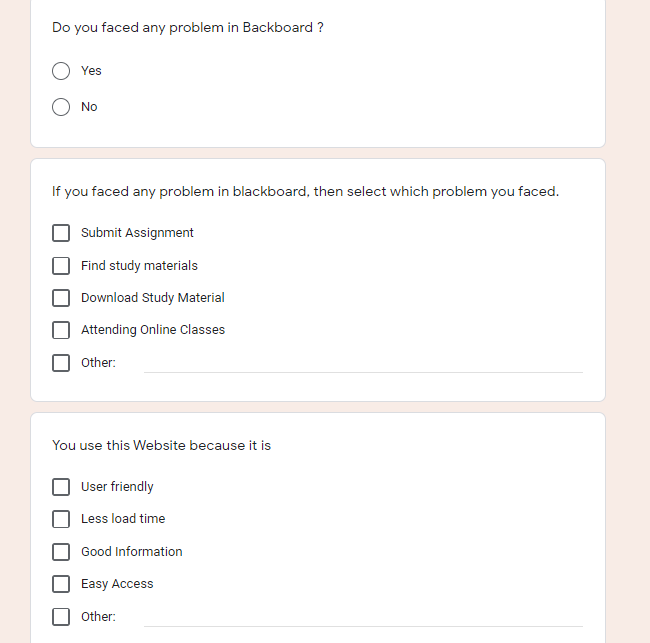 Do you faced any problem in Backboard ?
Yes
No
If you faced any problem in blackboard, then select which problem you faced.
Submit Assignment
Find study materials
Download Study Material
Attending Online Classes
Other:
You use this Website because it is
User friendly
Less load time
Good Information
Easy Access
Other: